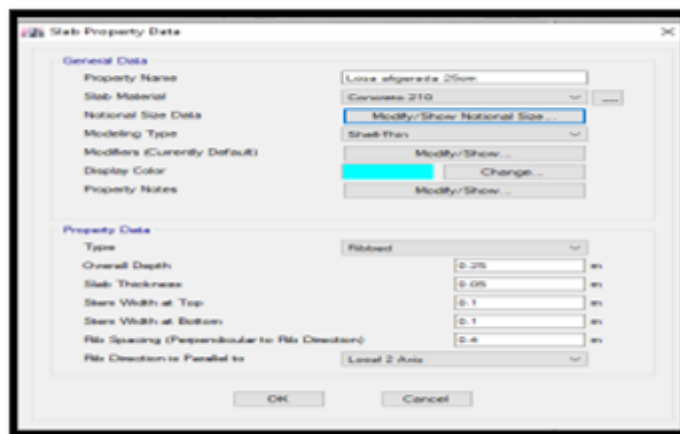 Slab Property Data
General Data
Property Name Losa aligerada 25cm
Slab Material Concrete 210 ...
Notional Size Data Modify/Show Notional Size...
Modeling Type Shell-Thin
Modifiers (Currently Default) Modify/Show...
Display Color Change...
Property Notes Modify/Show...
Property Data
Type Ribbed
Overall Depth 0.25 m
Slab Thickness 0.05 m
Stem Width at Top 0.1 m
Stem Width at Bottom 0.1 m
Rib Spacing (Perpendicular to Rib Direction) 0.4 m
Rib Direction is Parallel to Local 2 Axis
OK Cancel